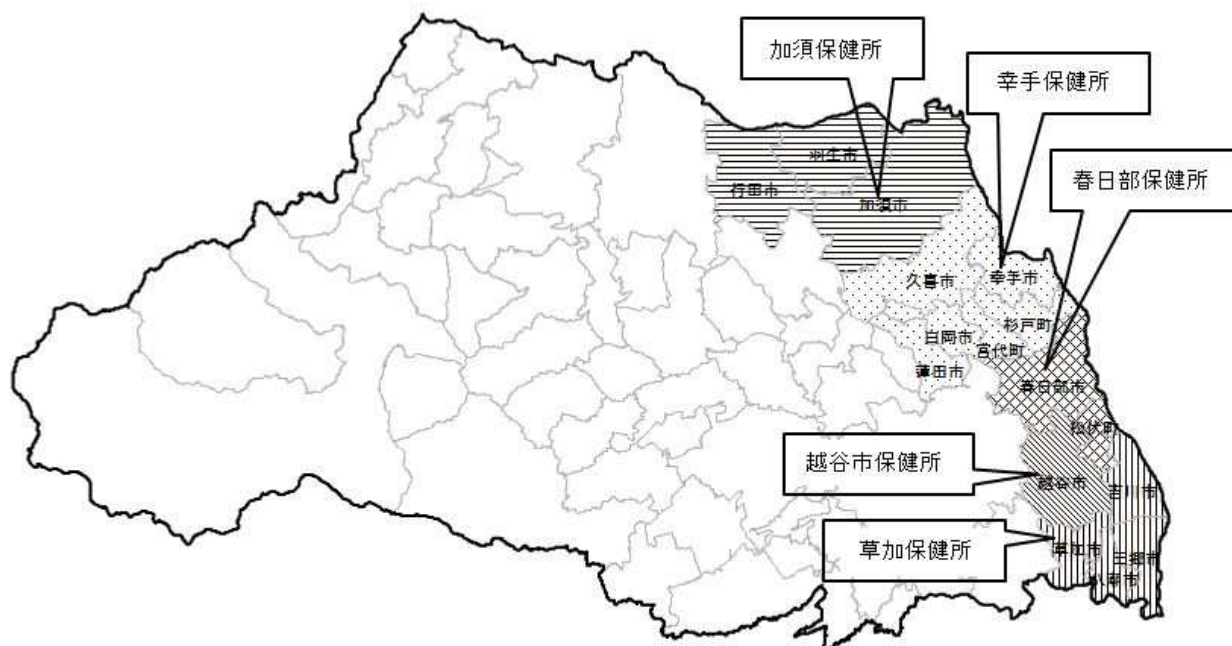 加須保健所
幸手保健所
春日部保健所
羽生市
行田市
加須市
久喜市
幸手市
杉戸町
白岡市
宮代町
蓮田市
春日部市
松伏町
越谷市保健所
越谷市
吉川市
草加保健所
草加市
三郷市
八潮市